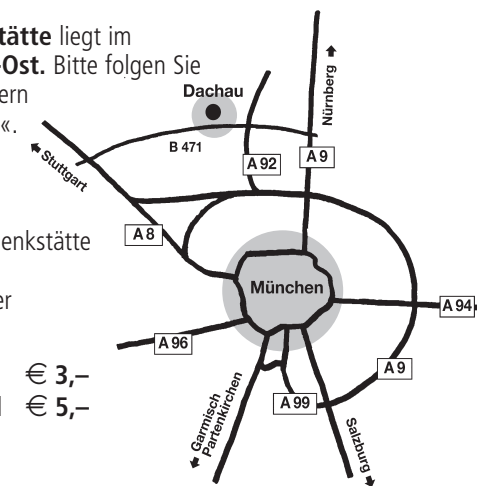 stätte liegt im
-Ost. Bitte folgen Sie
ern
«.
enkstätte
er
€ 3,–
€ 5,–
Nürnberg
Dachau
B 471
A 92
A 9
Stuttgart
A 8
München
A 94
A 96
A 9
A 99
Garmisch
Partenkirchen
Salzburg